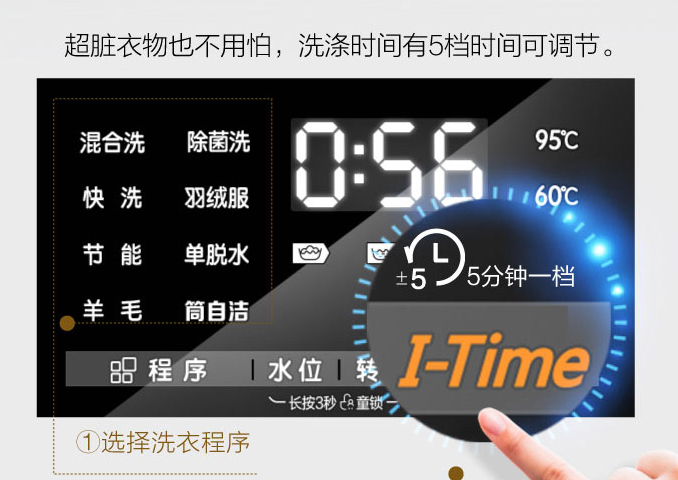 超脏衣物也不用怕，洗涤时间有5档时间可调节。
混合洗 除菌洗
0:56
95℃
快 洗 羽绒服
60℃
节 能 单脱水
±5
5分钟一档
羊 毛 筒自洁
程 序 | 水位 | 转
I-Time
长按3秒 童锁
①选择洗衣程序